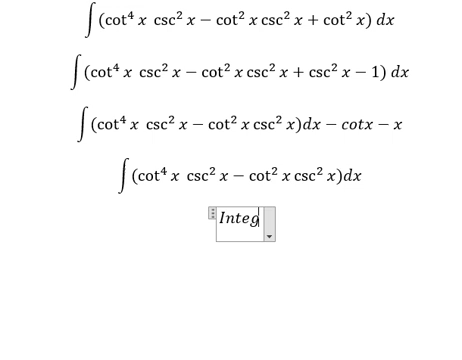 ∫(cot⁴ x csc² x − cot² x csc² x + cot² x) dx
∫(cot⁴ x csc² x − cot² x csc² x + csc² x − 1) dx
∫(cot⁴ x csc² x − cot² x csc² x)dx − cotx − x
∫(cot⁴ x csc² x − cot² x csc² x)dx
Integ